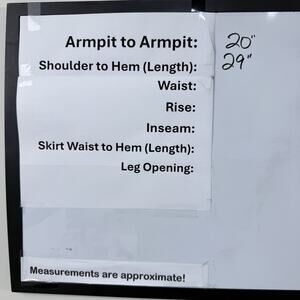 Armpit to Armpit: 20"
Shoulder to Hem (Length): 29"
Waist:
Rise:
Inseam:
Skirt Waist to Hem (Length):
Leg Opening:
Measurements are approximate!